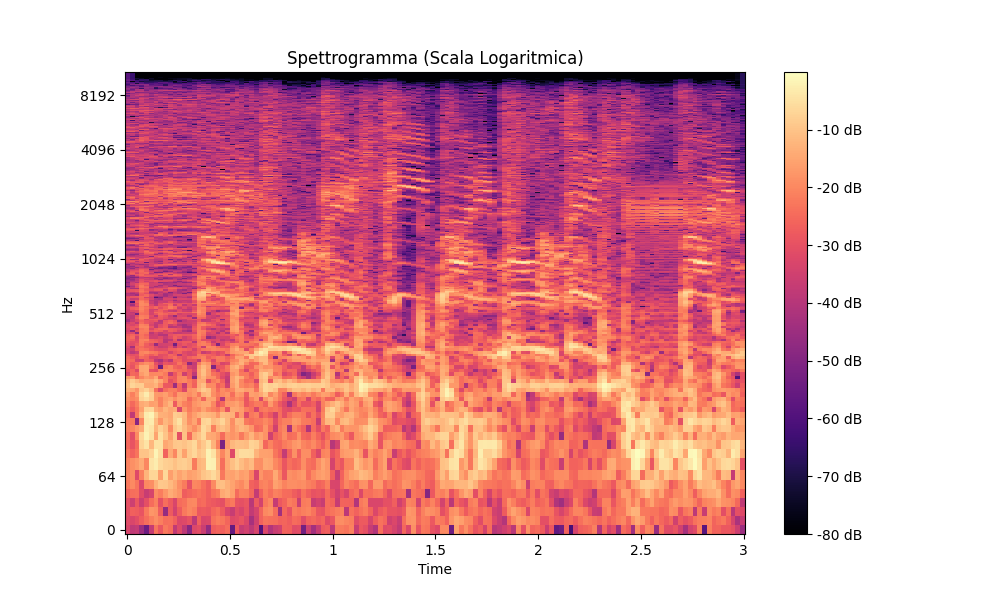 Spettrogramma (Scala Logaritmica)
8192
4096
2048
1024
512
256
128
64
0
Hz
0
0.5
1
1.5
2
2.5
3
Time
-10 dB
-20 dB
-30 dB
-40 dB
-50 dB
-60 dB
-70 dB
-80 dB